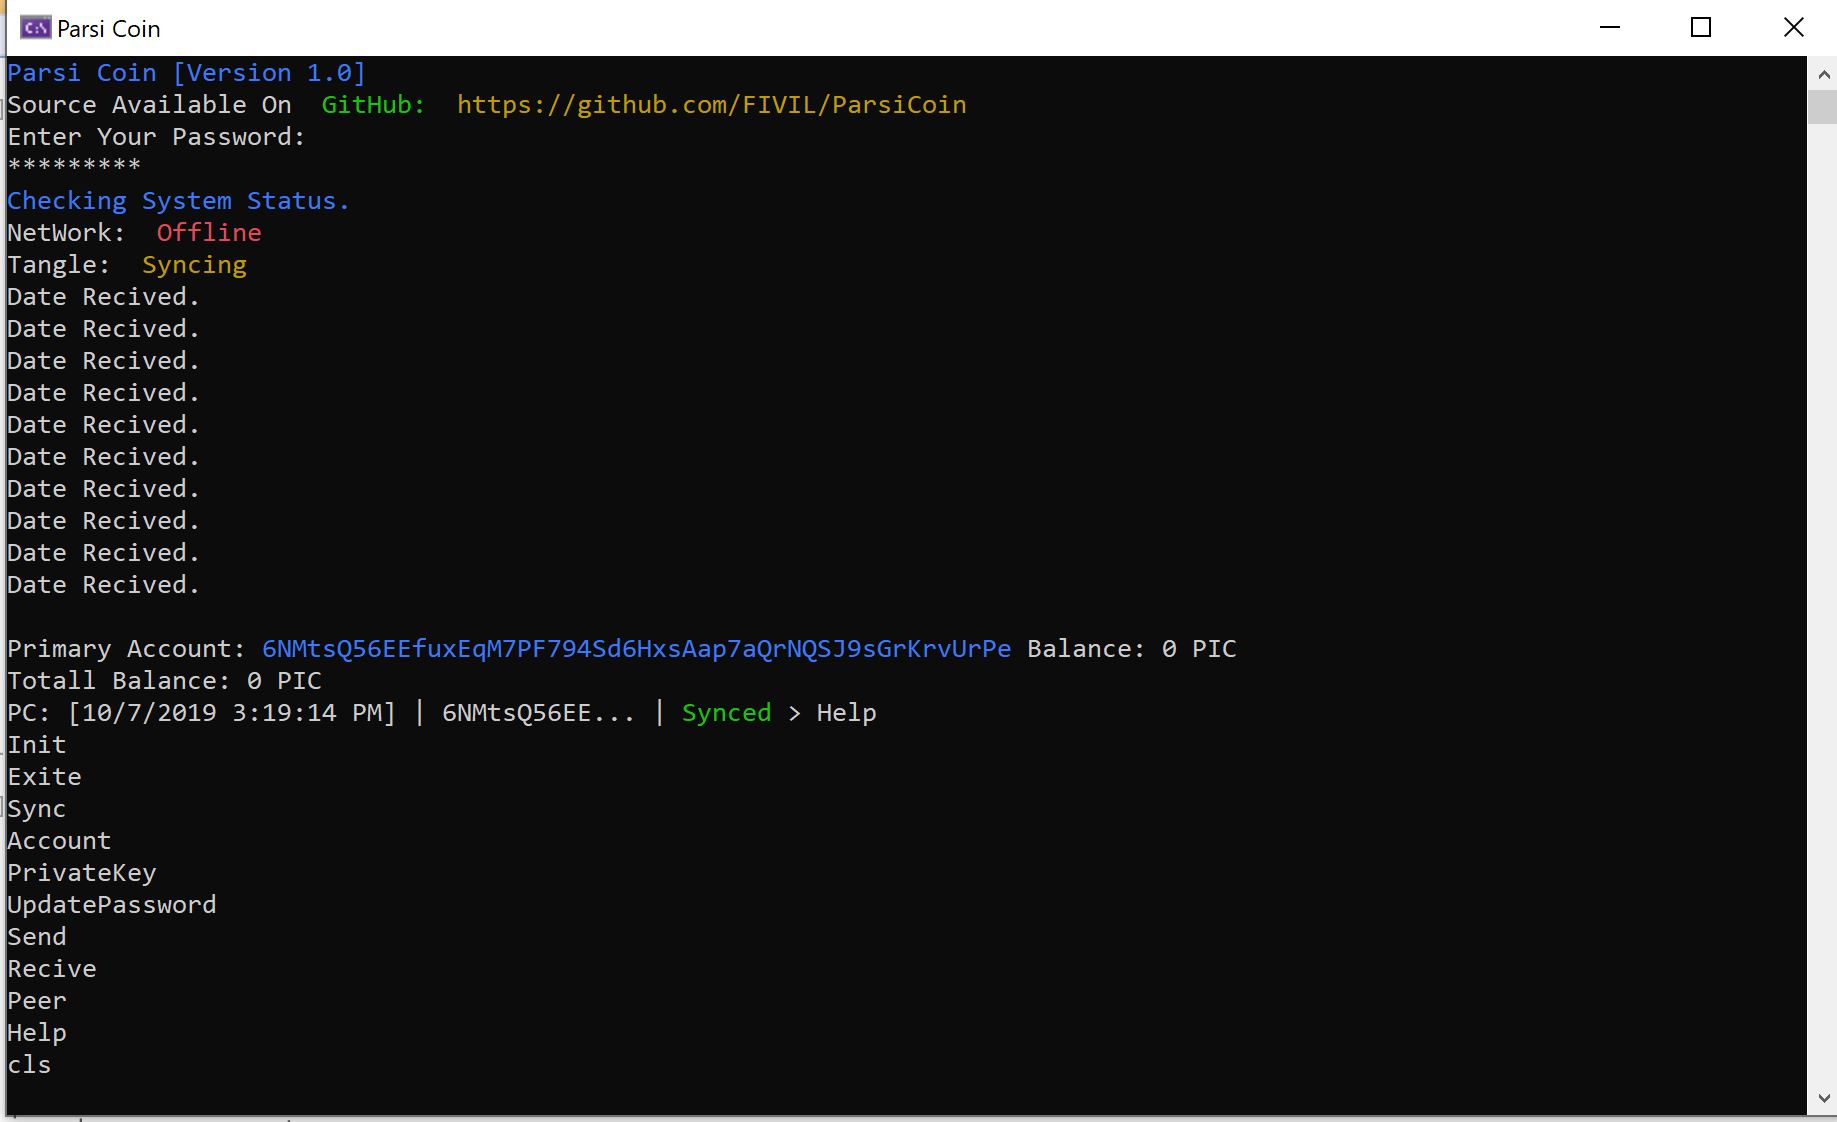 Parsi Coin
Parsi Coin [Version 1.0]
Source Available On  GitHub:  https://github.com/FIVIL/ParsiCoin
Enter Your Password:
*********
Checking System Status.
NetWork:  Offline
Tangle:  Syncing
Date Recived.
Date Recived.
Date Recived.
Date Recived.
Date Recived.
Date Recived.
Date Recived.
Date Recived.
Date Recived.
Date Recived.
Primary Account: 6NMtsQ56EEfuxEqM7PF794Sd6HxsAap7aQrNQSJ9sGrKrvUrPe Balance: 0 PIC
Totall Balance: 0 PIC
PC: [10/7/2019 3:19:14 PM] | 6NMtsQ56EE... | Synced > Help
Init
Exite
Sync
Account
PrivateKey
UpdatePassword
Send
Recive
Peer
Help
cls